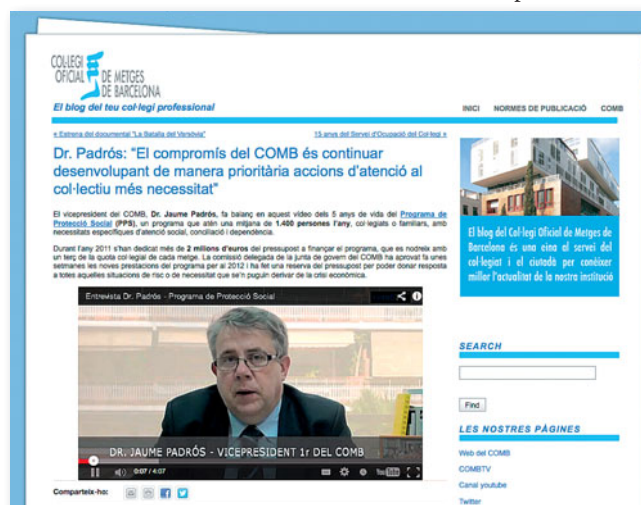 COL·LEGI
OFICIAL DE METGES
DE BARCELONA
El blog del teu col·legi professional
INICI NORMES DE PUBLICACIÓ COMB
« Estrena del documental "La Batalla del Versòvia"
15 anys del Servei d'Ocupació del Col·legi »
Dr. Padrós: “El compromís del COMB és continuar
desenvolupant de manera prioritària accions d’atenció al
col·lectiu més necessitat”
El vicepresident del COMB, Dr. Jaume Padrós, fa balanç en aquest vídeo dels 5 anys de vida del Programa de
Protecció Social (PPS), un programa que atén una mitjana de 1.400 persones l'any, col·legiats o familiars, amb
necessitats específiques d'atenció social, conciliació i dependència.
Durant l'any 2011 s'han dedicat més de 2 milions d'euros del pressupost a finançar el programa, que es nodreix amb
un terç de la quota col·legial de cada metge. La comissió delegada de la junta de govern del COMB ha aprovat fa unes
setmanes les noves prestacions del programa per al 2012 i ha fet una reserva del pressupost per poder donar resposta
a totes aquelles situacions de risc o de necessitat que se'n puguin derivar de la crisi econòmica.
Entrevista Dr. Padrós - Programa de Protecció Social
DR. JAUME PADRÓS - VICEPRESIDENT 1r DEL COMB
0:07 / 4:07
YouTube
Comparteix-ho:
El blog del Col·legi Oficial de Metges de
Barcelona és una eina al servei del
col·legiat i el ciutadà per conèixer
millor l'actualitat de la nostra institució
SEARCH
Find
LES NOSTRES PÀGINES
Web del COMB
COMBTV
Canal youtube
Twitter